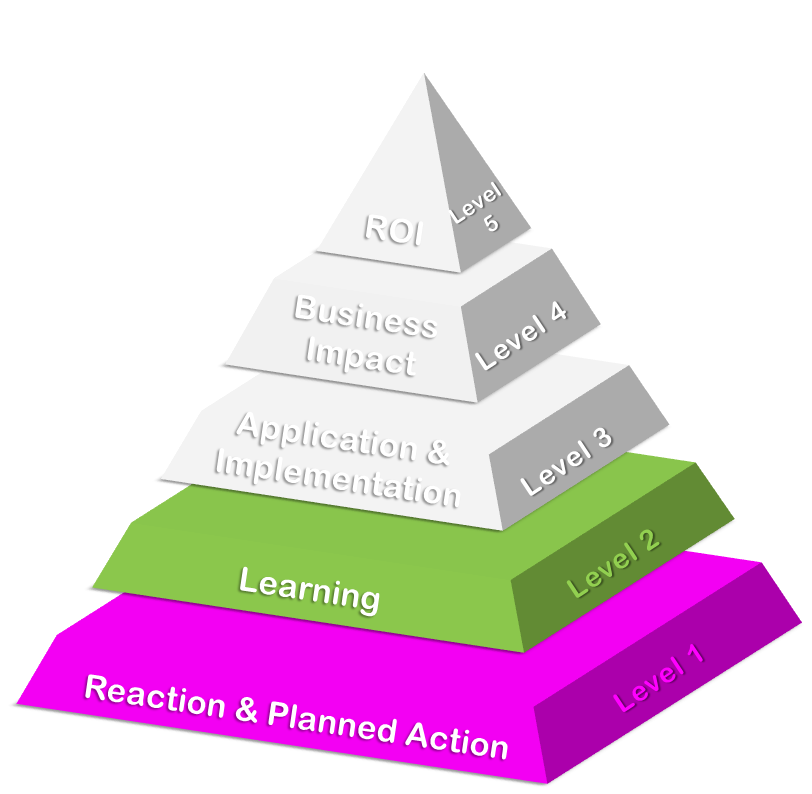 ROI
Level
5
Business
Impact
Level 4
Application &
Implementation
Level 3
Learning
Level 2
Reaction & Planned Action
Level 1